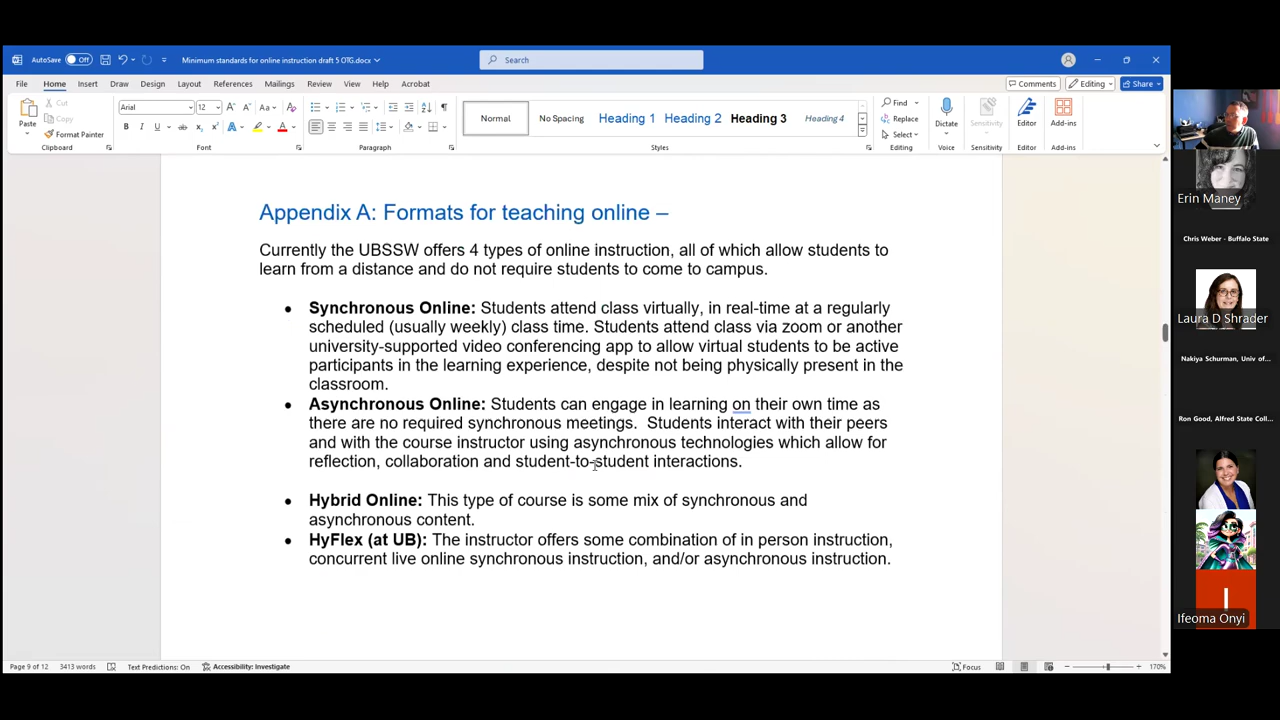 AutoSave Off
Minimum standards for online instruction draft 5 OTG.docx
Search
File Home Insert Draw Design Layout References Mailings Review View Help Acrobat
Comments Editing Share
Paste
Cut
Copy
Format Painter
Arial 12
Normal
No Spacing
Heading 1
Heading 2
Heading 3
Heading 4
Find
Replace
Select
Dictate
Sensitivity
Editor
Add-ins
Clipboard Font Paragraph Styles Editing Voice Sensitivity Editor Add-ins
Appendix A: Formats for teaching online –
Currently the UBSSW offers 4 types of online instruction, all of which allow students to
learn from a distance and do not require students to come to campus.
• Synchronous Online: Students attend class virtually, in real-time at a regularly
scheduled (usually weekly) class time. Students attend class via zoom or another
university-supported video conferencing app to allow virtual students to be active
participants in the learning experience, despite not being physically present in the
classroom.
• Asynchronous Online: Students can engage in learning on their own time as
there are no required synchronous meetings. Students interact with their peers
and with the course instructor using asynchronous technologies which allow for
reflection, collaboration and student-to-student interactions.
• Hybrid Online: This type of course is some mix of synchronous and
asynchronous content.
• HyFlex (at UB): The instructor offers some combination of in person instruction,
concurrent live online synchronous instruction, and/or asynchronous instruction.
Page 9 of 12 3413 words Text Predictions: On Accessibility: Investigate
Focus
170%
Erin Maney
Chris Weber - Buffalo State
Laura D Shrader
Nakiya Schurman, Univ of...
Ron Good, Alfred State Coll...
I
Ifeoma Onyi